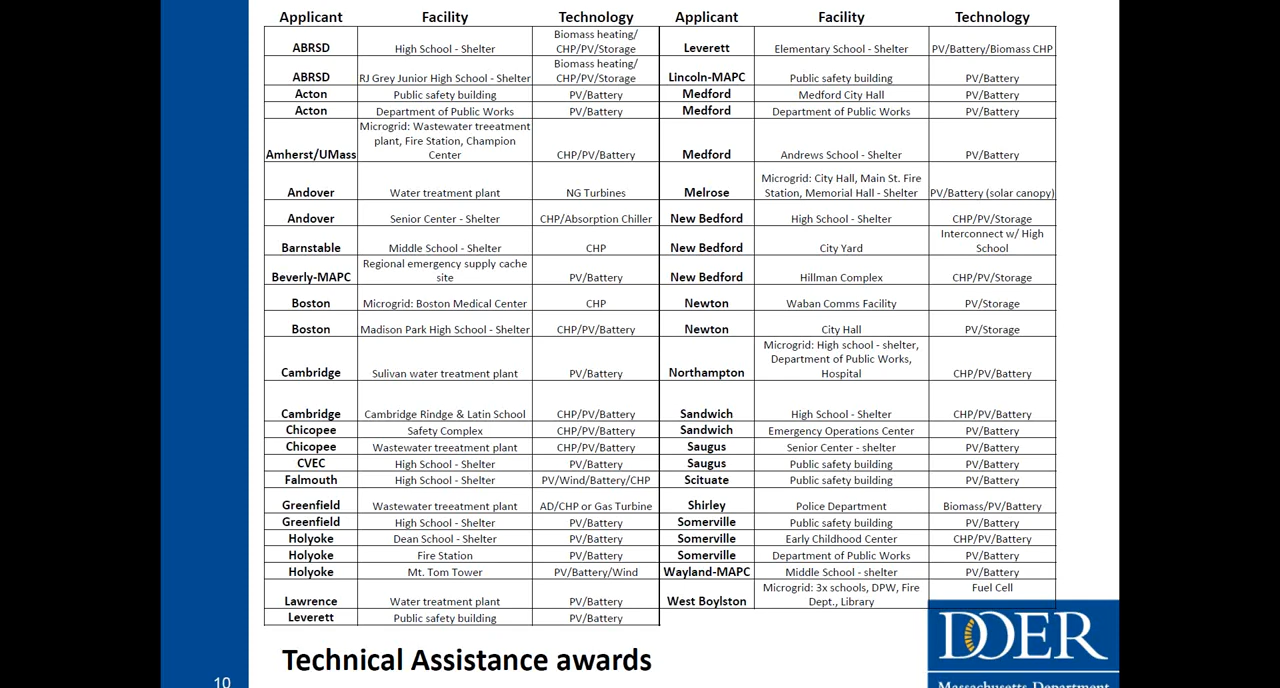 Applicant Facility Technology Applicant Facility Technology
Biomass heating/
ABRSD High School - Shelter CHP/PV/Storage Leverett Elementary School - Shelter PV/Battery/Biomass CHP
Biomass heating/
ABRSD RJ Grey Junior High School - Shelter CHP/PV/Storage Lincoln-MAPC Public safety building PV/Battery
Acton Public safety building PV/Battery Medford Medford City Hall PV/Battery
Acton Department of Public Works PV/Battery Medford Department of Public Works PV/Battery
Microgrid: Wastewater treeatment
plant, Fire Station, Champion
Amherst/UMass Center CHP/PV/Battery Medford Andrews School - Shelter PV/Battery
Microgrid: City Hall, Main St. Fire
Andover Water treatment plant NG Turbines Melrose Station, Memorial Hall - Shelter PV/Battery (solar canopy)
Andover Senior Center - Shelter CHP/Absorption Chiller New Bedford High School - Shelter CHP/PV/Storage
Interconnect w/ High
Barnstable Middle School - Shelter CHP New Bedford City Yard School
Regional emergency supply cache
Beverly-MAPC site PV/Battery New Bedford Hillman Complex CHP/PV/Storage
Boston Microgrid: Boston Medical Center CHP Newton Waban Comms Facility PV/Storage
Boston Madison Park High School - Shelter CHP/PV/Battery Newton City Hall PV/Storage
Microgrid: High school - shelter,
Department of Public Works,
Cambridge Sulivan water treatment plant PV/Battery Northampton Hospital CHP/PV/Battery
Cambridge Cambridge Rindge & Latin School CHP/PV/Battery Sandwich High School - Shelter CHP/PV/Battery
Chicopee Safety Complex CHP/PV/Battery Sandwich Emergency Operations Center PV/Battery
Chicopee Wastewater treeatment plant CHP/PV/Battery Saugus Senior Center - shelter PV/Battery
CVEC High School - Shelter PV/Battery Saugus Public safety building PV/Battery
Falmouth High School - Shelter PV/Wind/Battery/CHP Scituate Public safety building PV/Battery
Greenfield Wastewater treeatment plant AD/CHP or Gas Turbine Shirley Police Department Biomass/PV/Battery
Greenfield High School - Shelter PV/Battery Somerville Public safety building PV/Battery
Holyoke Dean School - Shelter PV/Battery Somerville Early Childhood Center CHP/PV/Battery
Holyoke Fire Station PV/Battery Somerville Department of Public Works PV/Battery
Holyoke Mt. Tom Tower PV/Battery/Wind Wayland-MAPC Middle School - shelter PV/Battery
Microgrid: 3x schools, DPW, Fire Fuel Cell
Lawrence Water treatment plant PV/Battery West Boylston Dept., Library
Leverett Public safety building PV/Battery
DOER
Technical Assistance awards
10 Massachusetts Department